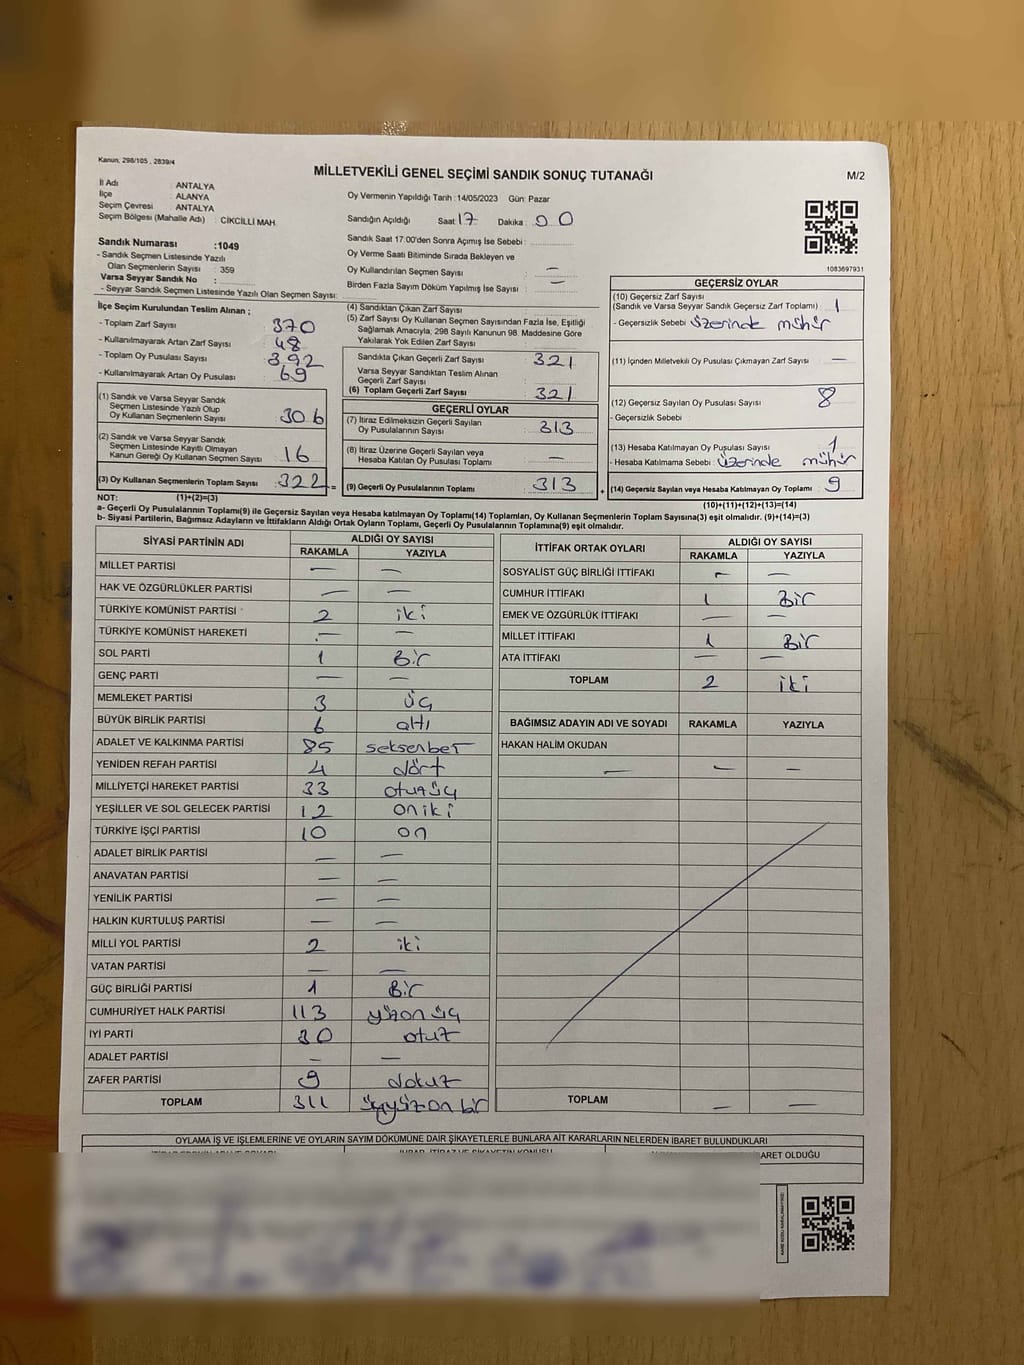 Kanun, 298/105 , 2839/4
MİLLETVEKİLİ GENEL SEÇİMİ SANDIK SONUÇ TUTANAĞI
M/2
İl Adı : ANTALYA
İlçe : ALANYA
Seçim Çevresi : ANTALYA
Seçim Bölgesi (Mahalle Adı) : CİKCİLLİ MAH.
Oy Vermenin Yapıldığı Tarih :14/05/2023 Gün: Pazar
Sandığın Açıldığı Saat : 17 Dakika : 00
Sandık Saat 17:00'den Sonra Açımış İse Sebebi :
Oy Verme Saati Bitiminde Sırada Bekleyen ve
Oy Kullandırılan Seçmen Sayısı : —
Birden Fazla Sayım Döküm Yapılmış İse Sayısı : —
Sandık Numarası :1049
- Sandık Seçmen Listesinde Yazılı
Olan Seçmenlerin Sayısı : 359
Varsa Seyyar Sandık No :
- Seyyar Sandık Seçmen Listesinde Yazılı Olan Seçmen Sayısı:
1083697931
İlçe Seçim Kurulundan Teslim Alınan ;
- Toplam Zarf Sayısı : 370
- Kullanılmayarak Artan Zarf Sayısı : 48
- Toplam Oy Pusulası Sayısı : 392
- Kullanılmayarak Artan Oy Pusulası : 69
(1) Sandık ve Varsa Seyyar Sandık
Seçmen Listesinde Yazılı Olup
Oy Kullanan Seçmenlerin Sayısı : 306
(2) Sandık ve Varsa Seyyar Sandık
Seçmen Listesinde Kayıtlı Olmayan
Kanun Gereği Oy Kullanan Seçmen Sayısı : 16
(3) Oy Kullanan Seçmenlerin Toplam Sayısı : 322 =
(4) Sandıktan Çıkan Zarf Sayısı :
(5) Zarf Sayısı Oy Kullanan Seçmen Sayısından Fazla İse, Eşitliği
Sağlamak Amacıyla; 298 Sayılı Kanunun 98. Maddesine Göre
Yakılarak Yok Edilen Zarf Sayısı :
Sandıkta Çıkan Geçerli Zarf Sayısı : 321
Varsa Seyyar Sandıktan Teslim Alınan
Geçerli Zarf Sayısı :
(6) Toplam Geçerli Zarf Sayısı : 321
GEÇERLİ OYLAR
(7) İtiraz Edilmeksizin Geçerli Sayılan
Oy Pusulalarının Sayısı : 313
(8) İtiraz Üzerine Geçerli Sayılan veya
Hesaba Katılan Oy Pusulası Toplamı : —
(9) Geçerli Oy Pusulalarının Toplamı : 313 +
GEÇERSİZ OYLAR
(10) Geçersiz Zarf Sayısı
(Sandık ve Varsa Seyyar Sandık Geçersiz Zarf Toplamı) : 1
- Geçersizlik Sebebi : Üzerinde mühür
(11) İçinden Milletvekili Oy Pusulası Çıkmayan Zarf Sayısı : —
(12) Geçersiz Sayılan Oy Pusulası Sayısı : 8
- Geçersizlik Sebebi :
(13) Hesaba Katılmayan Oy Pusulası Sayısı : 1
- Hesaba Katılmama Sebebi : Üzerinde mühür
(14) Geçersiz Sayılan veya Hesaba Katılmayan Oy Toplamı : 9
NOT: (1)+(2)=(3)
(10)+(11)+(12)+(13)=(14)
a- Geçerli Oy Pusulalarının Toplamı(9) ile Geçersiz Sayılan veya Hesaba Katılmayan Oy Toplamı(14) Toplamları, Oy Kullanan Seçmenlerin Toplam Sayısına(3) eşit olmalıdır. (9)+(14)=(3)
b- Siyasi Partilerin, Bağımsız Adayların ve İttifakların Aldığı Ortak Oyların Toplamı, Geçerli Oy Pusulalarının Toplamına(9) eşit olmalıdır.
SİYASİ PARTİNİN ADI ALDIĞI OY SAYISI
RAKAMLA YAZIYLA
MİLLET PARTİSİ — —
HAK VE ÖZGÜRLÜKLER PARTİSİ — —
TÜRKİYE KOMÜNİST PARTİSİ 2 iki
TÜRKİYE KOMÜNİST HAREKETİ — —
SOL PARTİ 1 Bir
GENÇ PARTİ — —
MEMLEKET PARTİSİ 3 üç
BÜYÜK BİRLİK PARTİSİ 6 altı
ADALET VE KALKINMA PARTİSİ 85 seksenbeş
YENİDEN REFAH PARTİSİ 4 dört
MİLLİYETÇİ HAREKET PARTİSİ 33 otuzüç
YEŞİLLER VE SOL GELECEK PARTİSİ 12 oniki
TÜRKİYE İŞÇİ PARTİSİ 10 on
ADALET BİRLİK PARTİSİ — —
ANAVATAN PARTİSİ — —
YENİLİK PARTİSİ — —
HALKIN KURTULUŞ PARTİSİ — —
MİLLİ YOL PARTİSİ 2 iki
VATAN PARTİSİ — —
GÜÇ BİRLİĞİ PARTİSİ 1 Bir
CUMHURİYET HALK PARTİSİ 113 yüzonüç
İYİ PARTİ 30 otuz
ADALET PARTİSİ — —
ZAFER PARTİSİ 9 dokuz
TOPLAM 311 üçyüzonbir
İTTİFAK ORTAK OYLARI ALDIĞI OY SAYISI
RAKAMLA YAZIYLA
SOSYALİST GÜÇ BİRLİĞİ İTTİFAKI — —
CUMHUR İTTİFAKI 1 Bir
EMEK VE ÖZGÜRLÜK İTTİFAKI — —
MİLLET İTTİFAKI 1 Bir
ATA İTTİFAKI — —
TOPLAM 2 iki
BAĞIMSIZ ADAYIN ADI VE SOYADI RAKAMLA YAZIYLA
HAKAN HALİM OKUDAN
— — —
TOPLAM — —
OYLAMA İŞ VE İŞLEMLERİNE VE OYLARIN SAYIM DÖKÜMÜNE DAİR ŞİKAYETLERLE BUNLARA AİT KARARLARIN NELERDEN İBARET BULUNDUKLARI
İBARET OLDUĞU